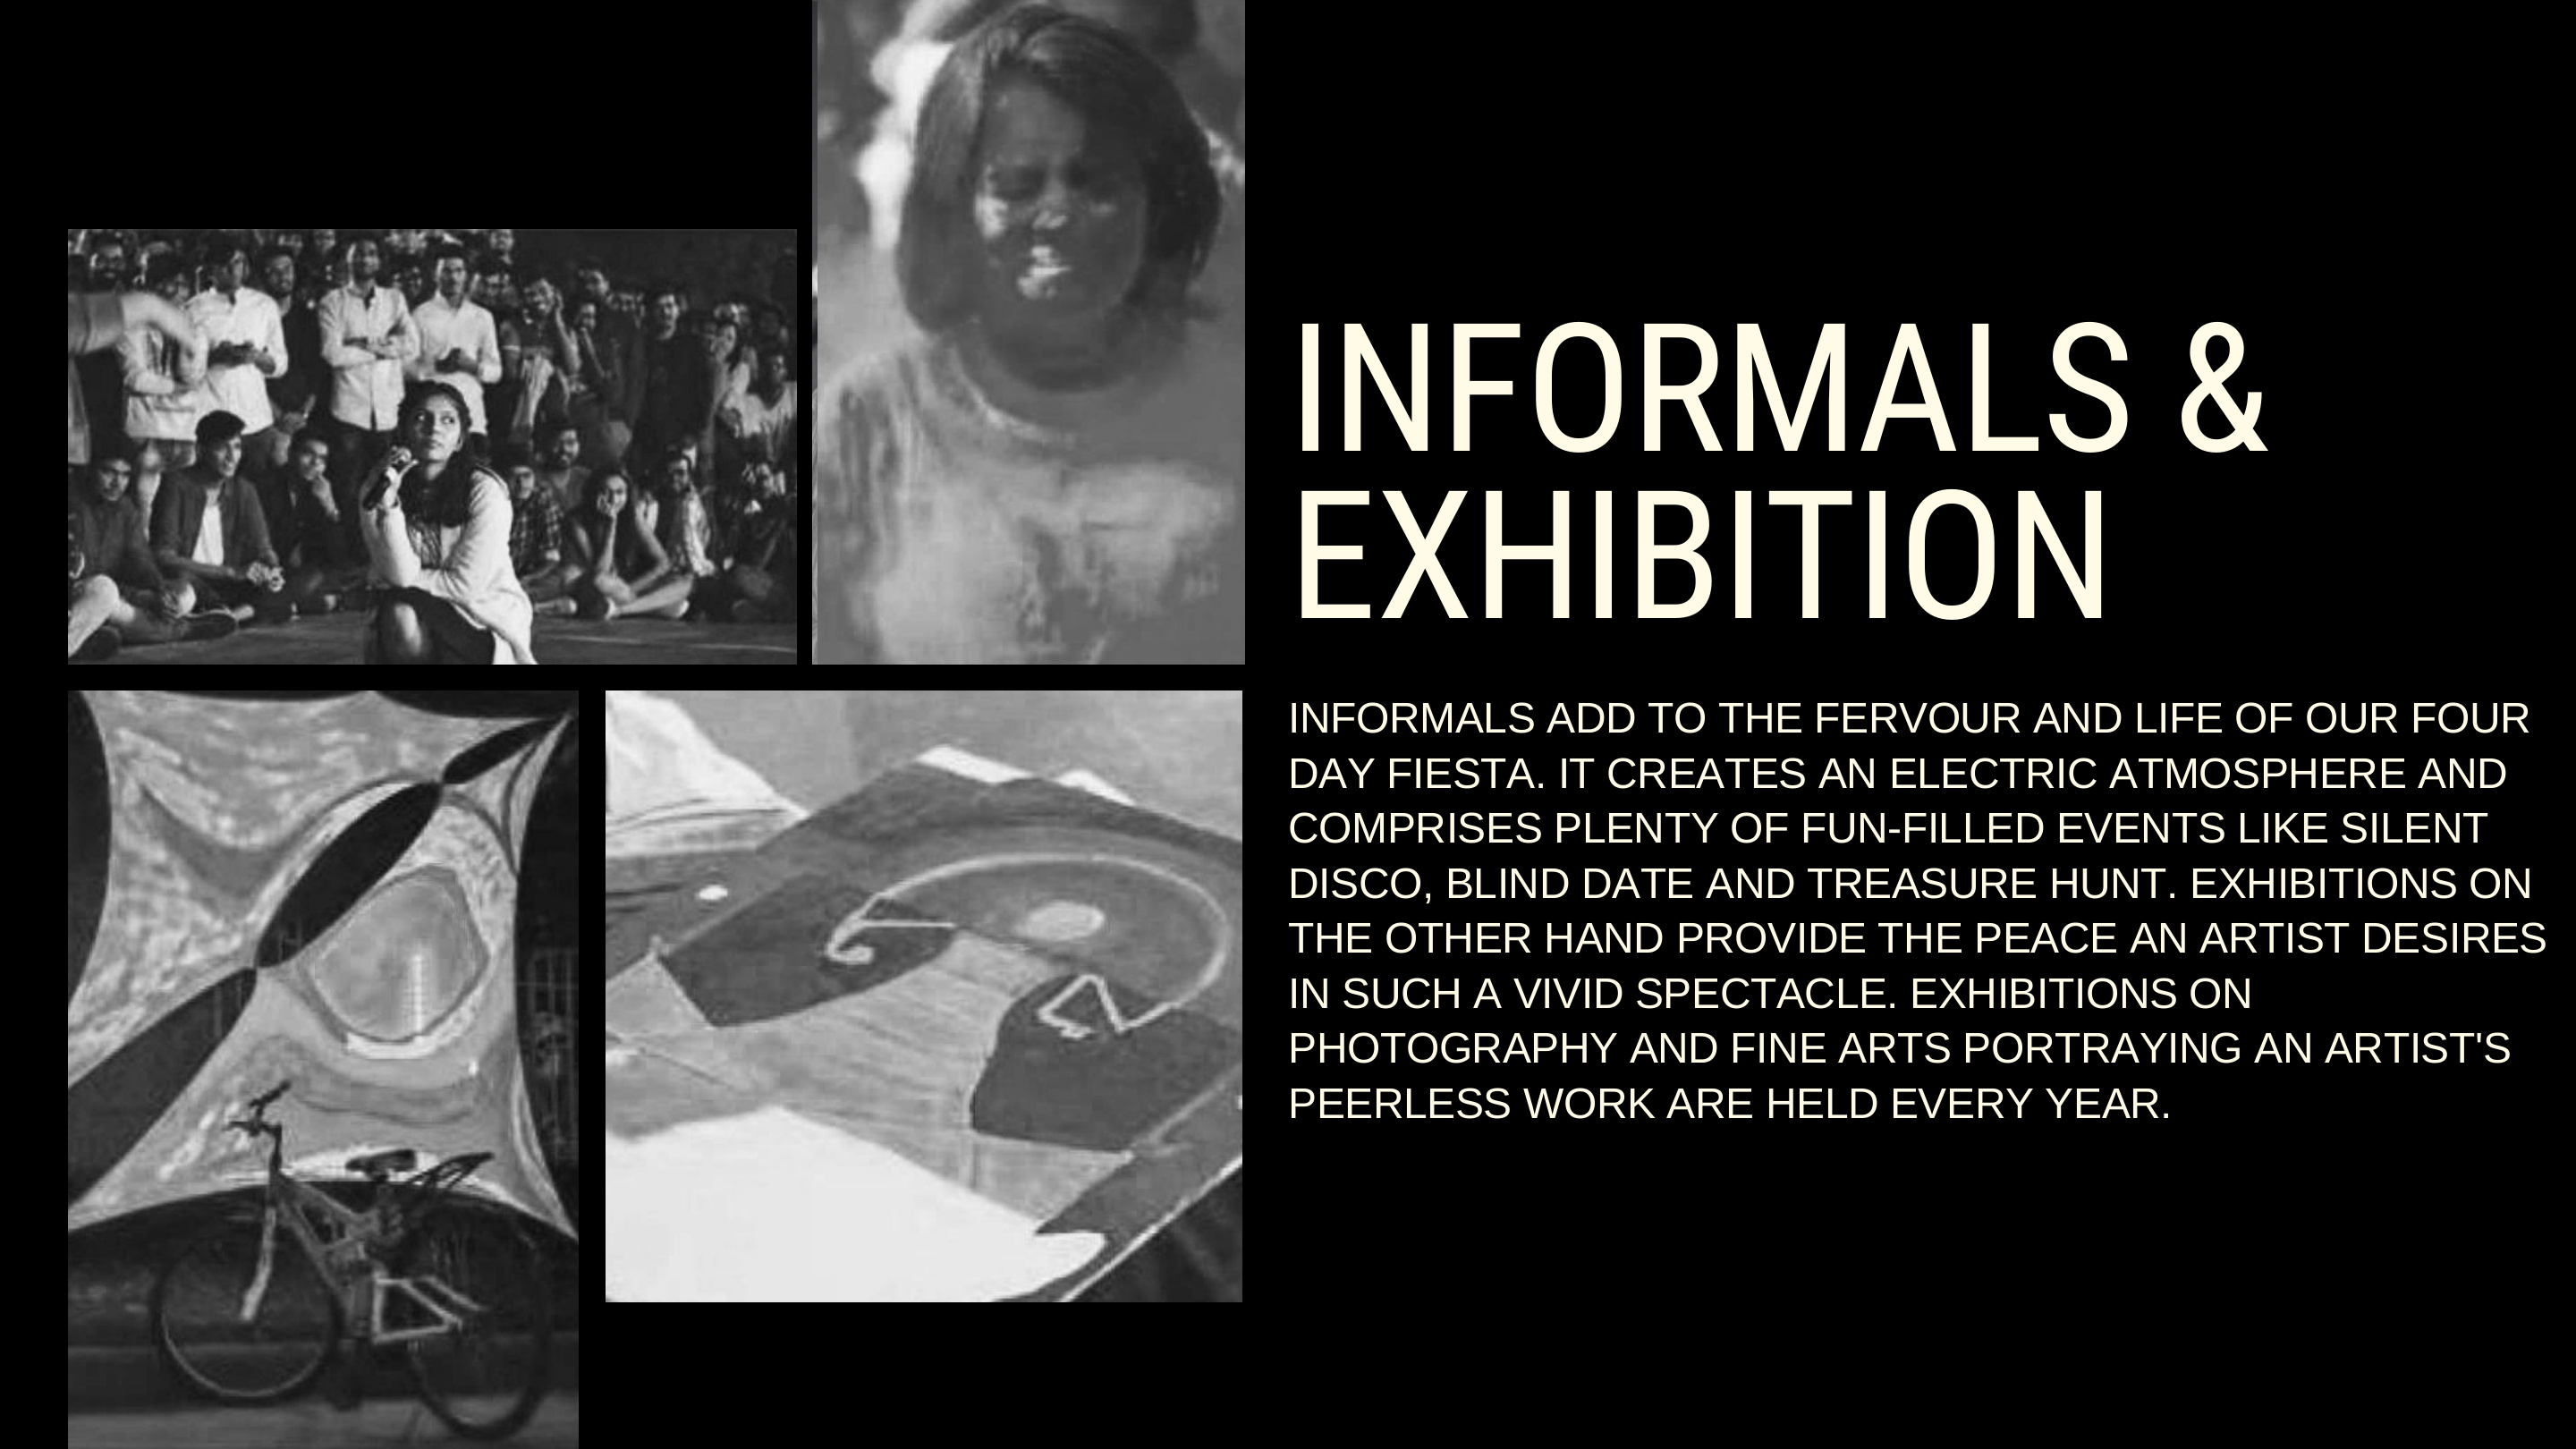 INFORMALS &
EXHIBITION
INFORMALS ADD TO THE FERVOUR AND LIFE OF OUR FOUR
DAY FIESTA. IT CREATES AN ELECTRIC ATMOSPHERE AND
COMPRISES PLENTY OF FUN-FILLED EVENTS LIKE SILENT
DISCO, BLIND DATE AND TREASURE HUNT. EXHIBITIONS ON
THE OTHER HAND PROVIDE THE PEACE AN ARTIST DESIRES
IN SUCH A VIVID SPECTACLE. EXHIBITIONS ON
PHOTOGRAPHY AND FINE ARTS PORTRAYING AN ARTIST'S
PEERLESS WORK ARE HELD EVERY YEAR.